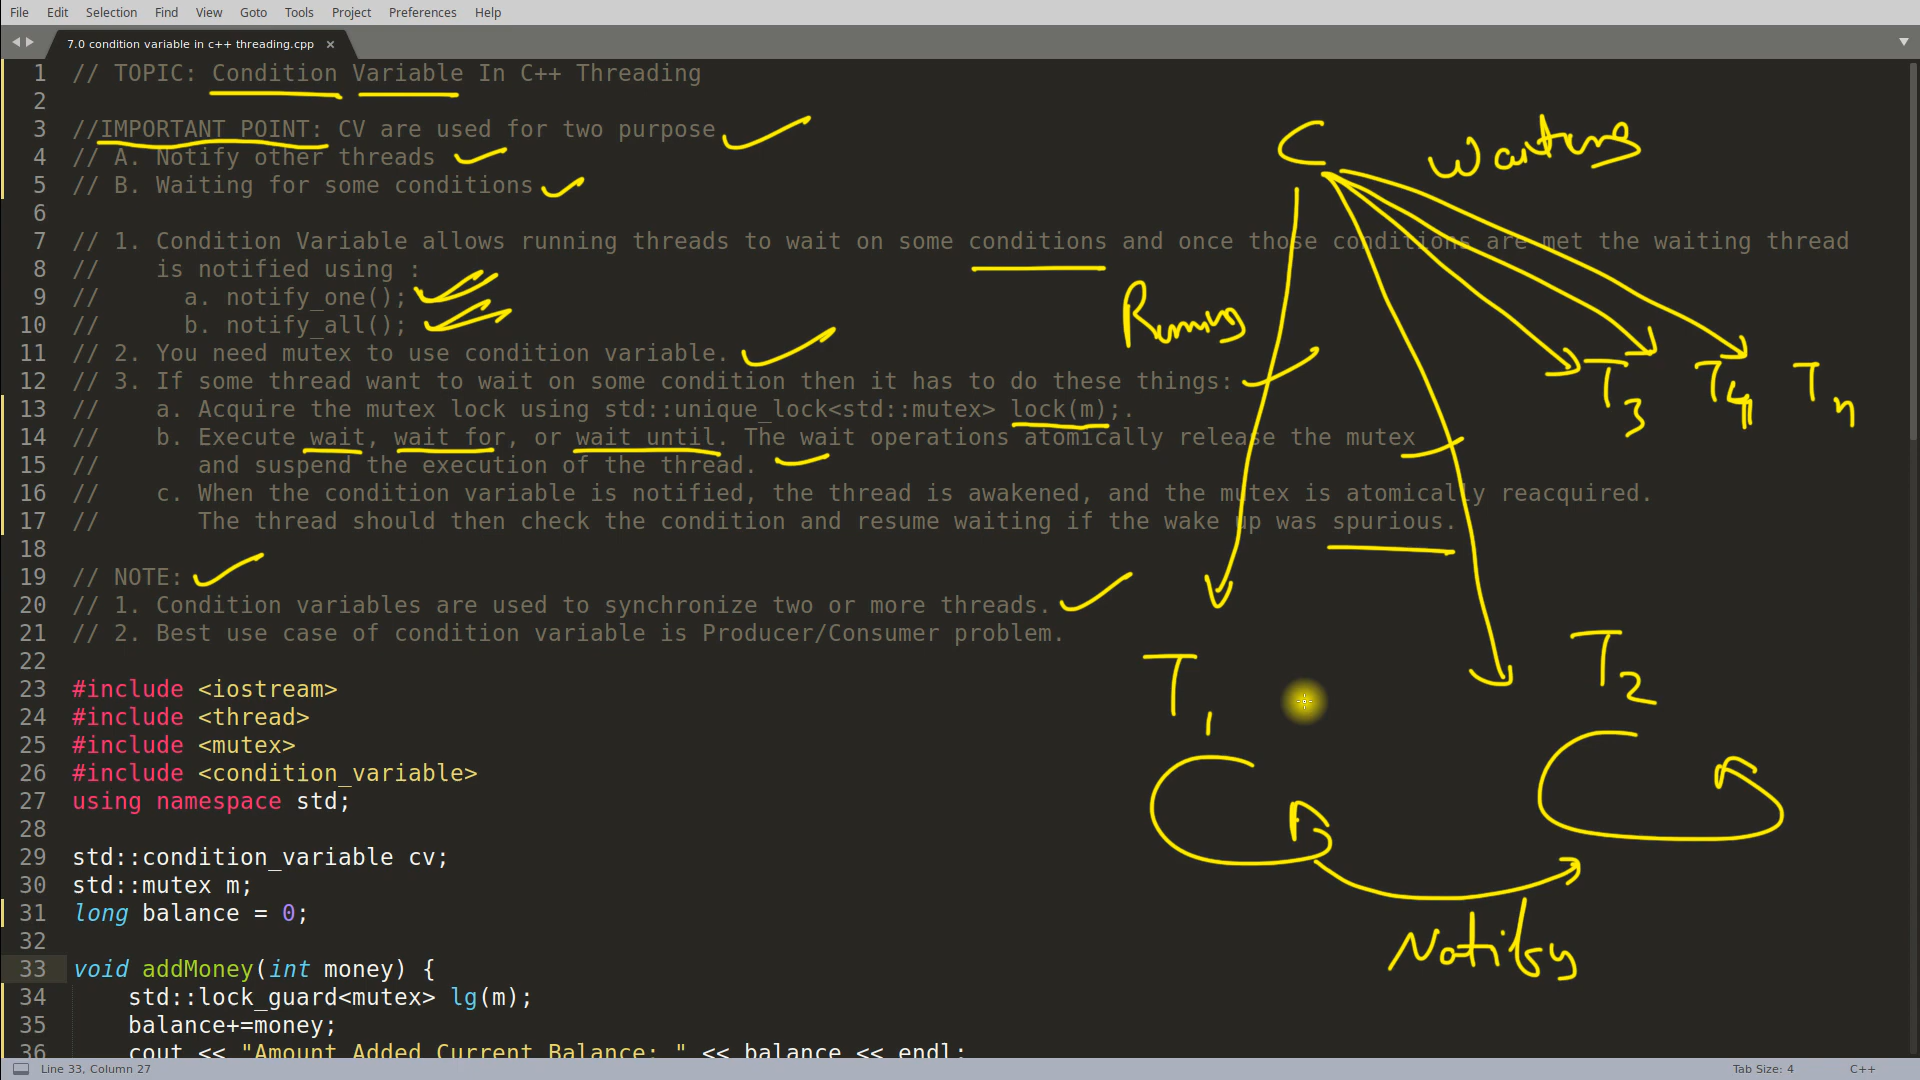 File Edit Selection Find View Goto Tools Project Preferences Help
7.0 condition variable in c++ threading.cpp ×
1 // TOPIC: Condition Variable In C++ Threading
2
3 //IMPORTANT POINT: CV are used for two purpose
4 // A. Notify other threads
5 // B. Waiting for some conditions
6
7 // 1. Condition Variable allows running threads to wait on some conditions and once those conditions are met the waiting thread
8 //    is notified using :
9 //      a. notify_one();
10 //      b. notify_all();
11 // 2. You need mutex to use condition variable.
12 // 3. If some thread want to wait on some condition then it has to do these things:
13 //    a. Acquire the mutex lock using std::unique_lock<std::mutex> lock(m);.
14 //    b. Execute wait, wait for, or wait until. The wait operations atomically release the mutex
15 //       and suspend the execution of the thread.
16 //    c. When the condition variable is notified, the thread is awakened, and the mutex is atomically reacquired.
17 //       The thread should then check the condition and resume waiting if the wake up was spurious.
18
19 // NOTE:
20 // 1. Condition variables are used to synchronize two or more threads.
21 // 2. Best use case of condition variable is Producer/Consumer problem.
22
23 #include <iostream>
24 #include <thread>
25 #include <mutex>
26 #include <condition_variable>
27 using namespace std;
28
29 std::condition_variable cv;
30 std::mutex m;
31 long balance = 0;
32
33 void addMoney(int money) {
34     std::lock_guard<mutex> lg(m);
35     balance+=money;
36     cout << "Amount Added Current Balance: " << balance << endl;
C
Waiting
Running
T3 T4 Tn
T1
T2
Notify
Line 33, Column 27
Tab Size: 4
C++